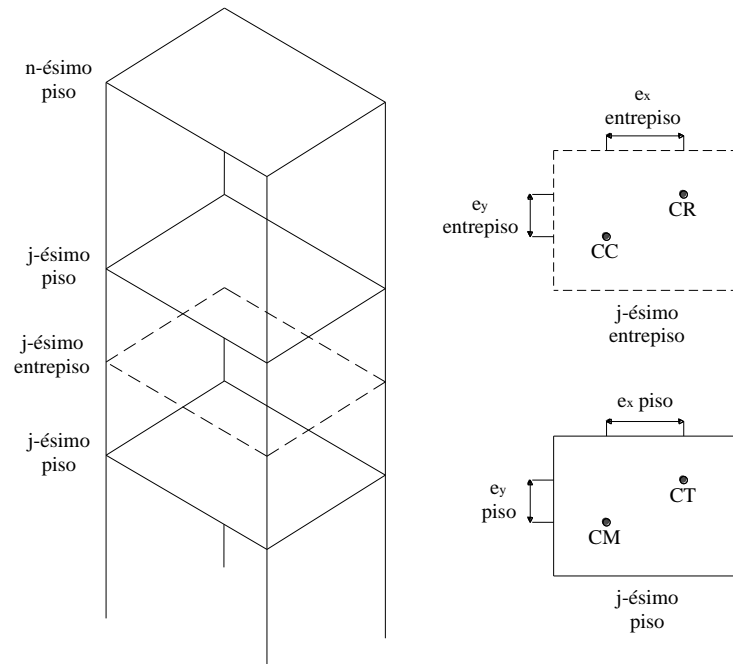 n-ésimo
piso
j-ésimo
piso
j-ésimo
entrepiso
j-ésimo
piso
ex
entrepiso
ey
entrepiso
CR
CC
j-ésimo
entrepiso
ex piso
ey
piso
CT
CM
j-ésimo
piso